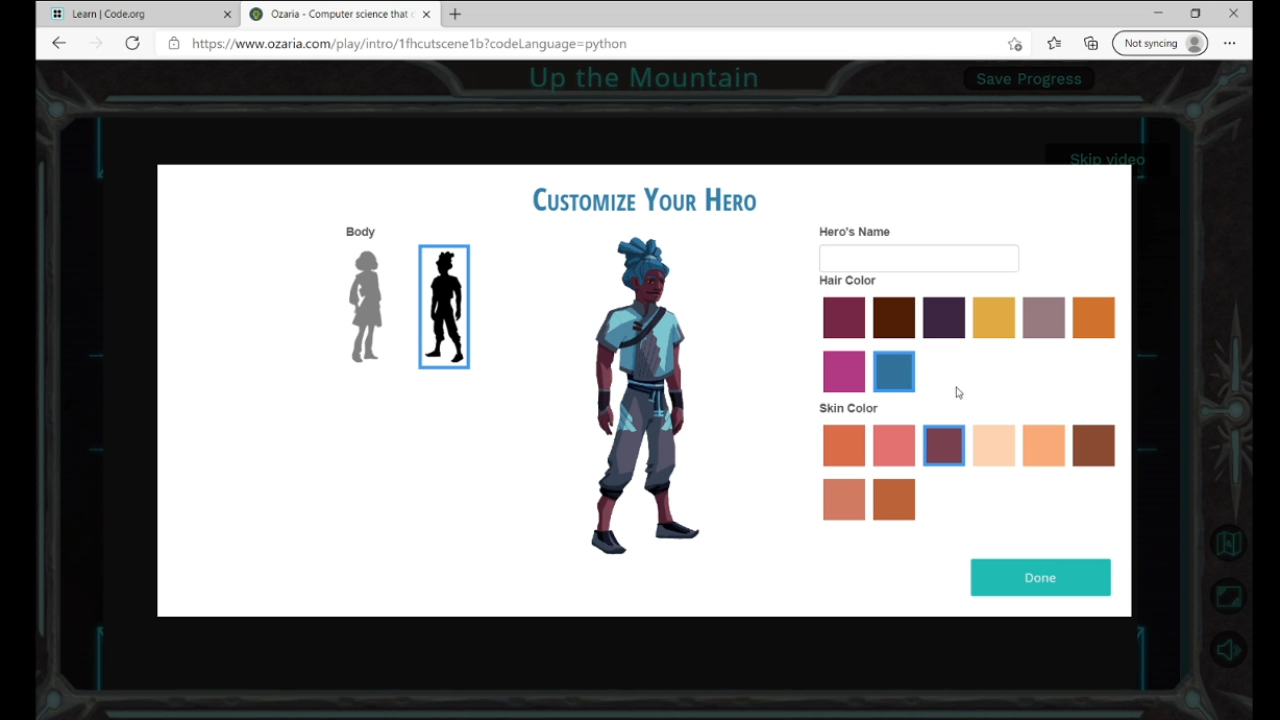 Learn | Code.org
Ozaria - Computer science that c
https://www.ozaria.com/play/intro/1fhcutscene1b?codeLanguage=python
Not syncing
Up the Mountain
Save Progress
Skip video
Customize Your Hero
Body
Hero's Name
Hair Color
Skin Color
Done